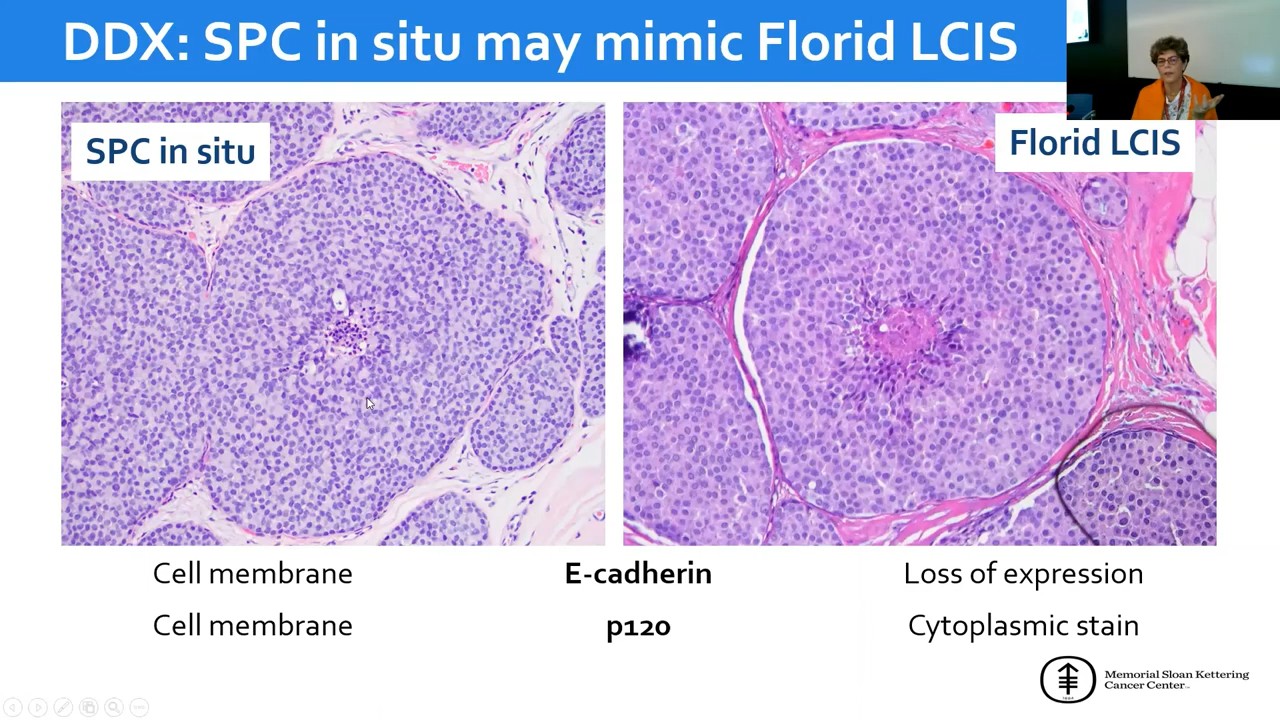 DDX: SPC in situ may mimic Florid LCIS
SPC in situ
Florid LCIS
Cell membrane E-cadherin Loss of expression
Cell membrane p120 Cytoplasmic stain
Memorial Sloan Kettering
Cancer Center